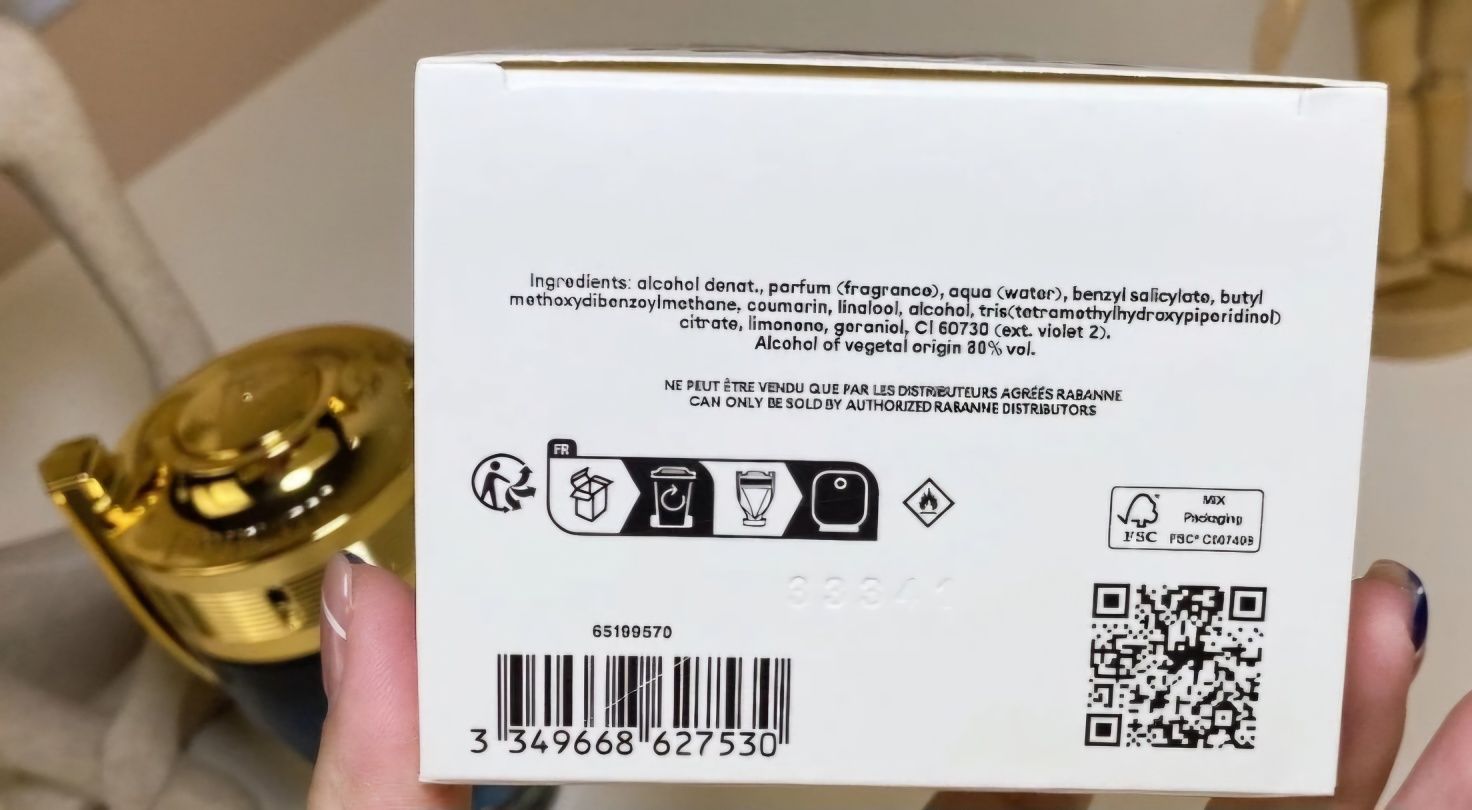 Ingredients: alcohol denat., parfum (fragrance), aqua (water), benzyl salicylate, butyl
methoxydibenzoylmethane, coumarin, linalool, alcohol, tris(tetramethylhydroxypiperidinol)
citrate, limonene, geraniol, CI 60730 (ext. violet 2).
Alcohol of vegetal origin 80% vol.
NE PEUT ÊTRE VENDU QUE PAR LES DISTRIBUTEURS AGRÉÉS RABANNE
CAN ONLY BE SOLD BY AUTHORIZED RABANNE DISTRIBUTORS
FR
MIX
Packaging
FSC
FSC®
33341
65199570
3 349668 627530